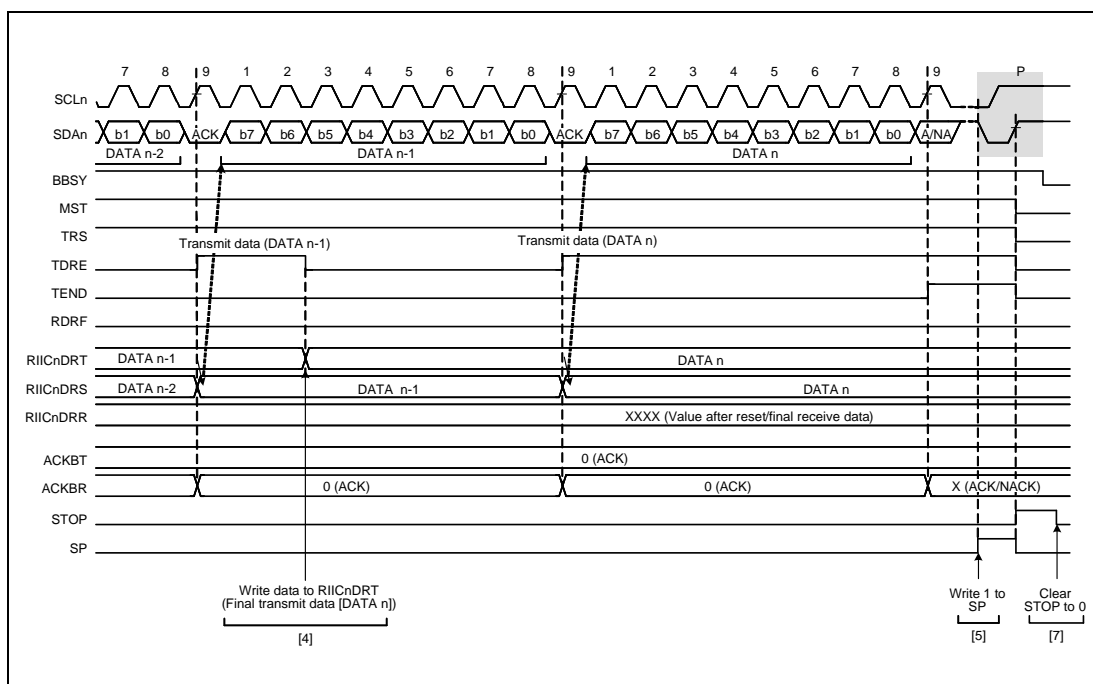 7 8 9 1 2 3 4 5 6 7 8 9 1 2 3 4 5 6 7 8 9 P
SCLn
SDAn b1 b0 ACK b7 b6 b5 b4 b3 b2 b1 b0 ACK b7 b6 b5 b4 b3 b2 b1 b0 A/NA
DATA n-2 DATA n-1 DATA n
BBSY
MST
TRS
Transmit data (DATA n-1) Transmit data (DATA n)
TDRE
TEND
RDRF
RIICnDRT DATA n-1 DATA n
RIICnDRS DATA n-2 DATA n-1 DATA n
RIICnDRR XXXX (Value after reset/final receive data)
ACKBT 0 (ACK)
ACKBR 0 (ACK) 0 (ACK) X (ACK/NACK)
STOP
SP
Write data to RIICnDRT Write 1 to Clear
(Final transmit data [DATA n]) SP STOP to 0
[4] [5] [7]